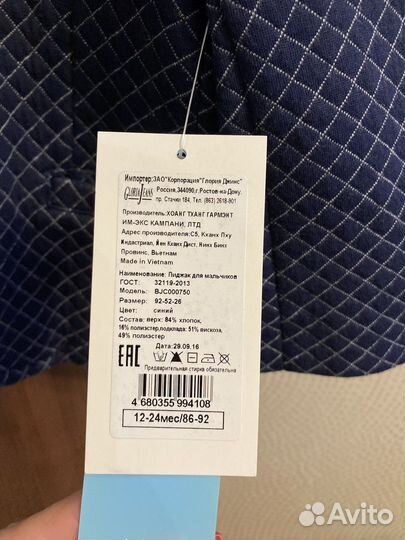 Импортер:ЗАО"Корпорация"Глория Джинс"
GLORIA JEANS
Россия,344090,г.Ростов-на-Дону,
пр. Стачки 184, Тел. (863) 2618-801
Производитель:ХОАНГ ТХАНГ ГАРМЭНТ
ИМ-ЭКС КАМПАНИ, ЛТД
Адрес производителя:С5, Кханх Пху
Индастриал, Йен Кханх Дист, Нинх Бинх
Провинс, Вьетнам
Made in Vietnam
Наименование: Пиджак для мальчиков
ГОСТ: 32119-2013
Модель: BJC000750
Размер: 92-52-26
Цвет: синий
Состав: верх: 84% хлопок,
16% полиэстер,подклада: 51% вискоза,
49% полиэстер
Дата:29.09.16
EAC
Предварительная стирка обязательна
4 680355 994108
12-24мес/86-92
Avito